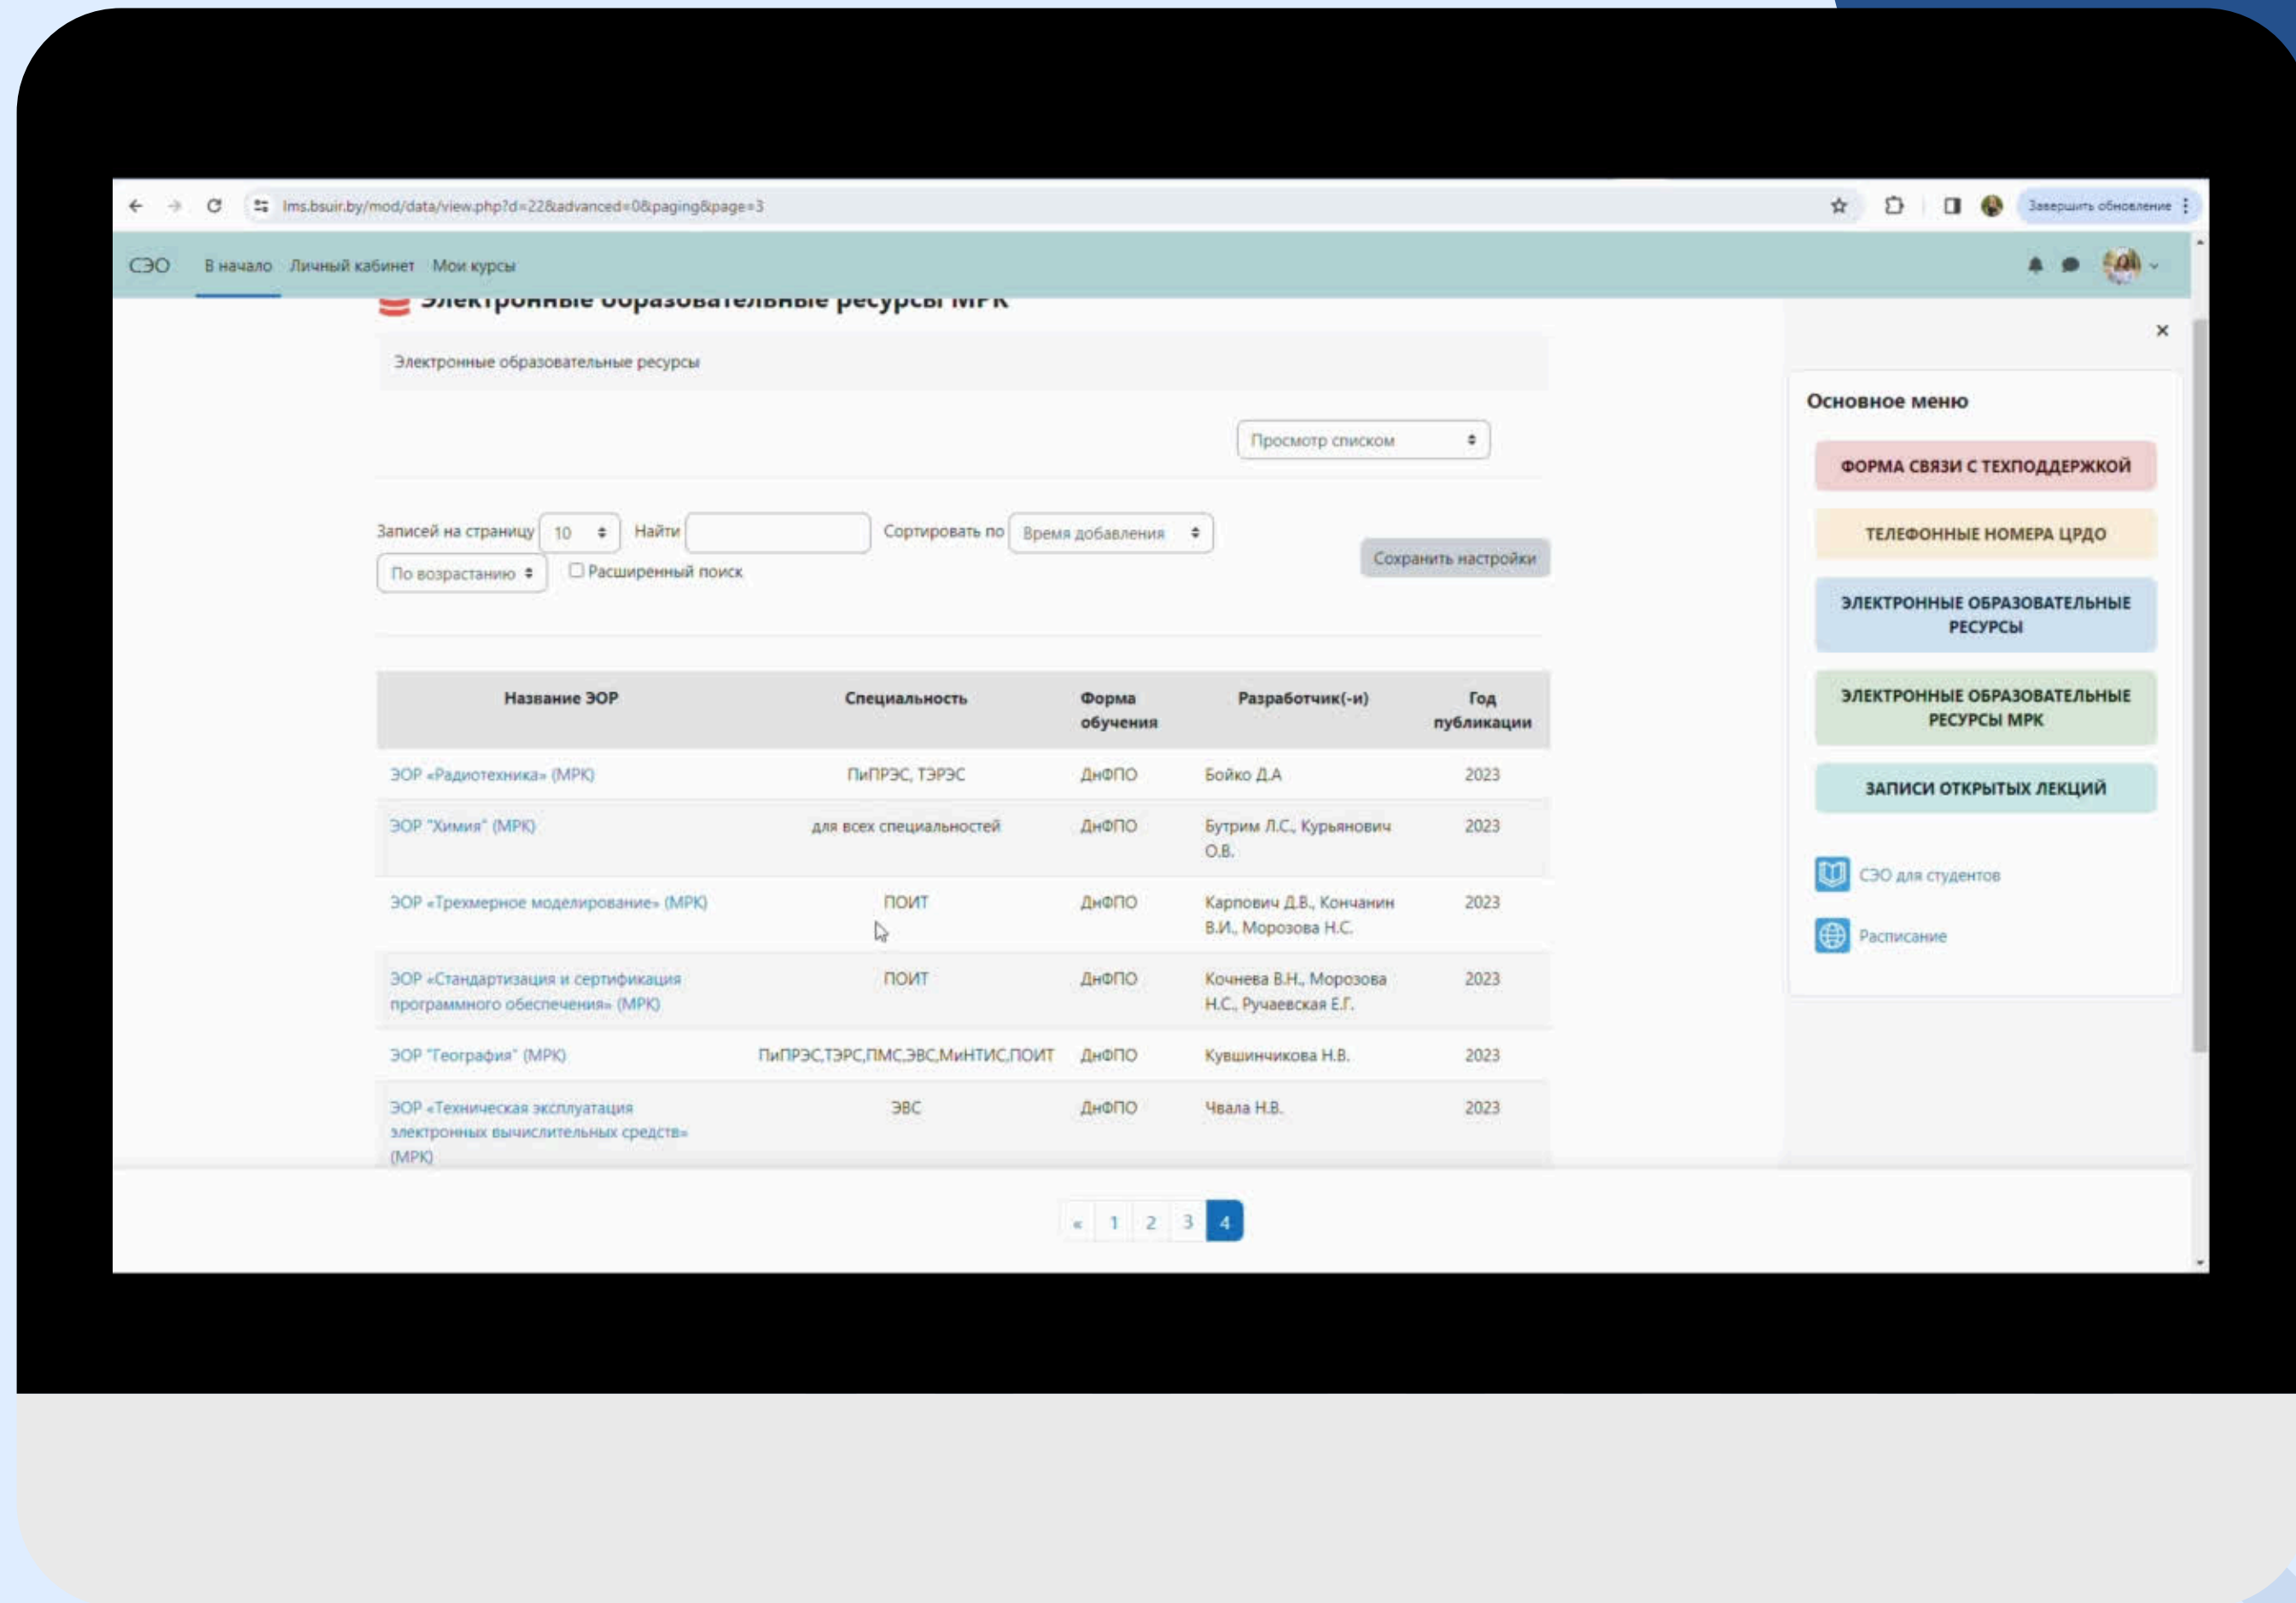 lms.bsuir.by/mod/data/view.php?d=22&advanced=0&paging&page=3
Завершить обновление
СЭО В начало Личный кабинет Мои курсы
Электронные образовательные ресурсы МРК
Электронные образовательные ресурсы
Просмотр списком
Записей на страницу 10 Найти Сортировать по Время добавления
По возрастанию Расширенный поиск
Сохранить настройки
Название ЭОР Специальность Форма обучения Разработчик(-и) Год публикации
ЭОР «Радиотехника» (МРК) ПиПРЭС, ТЭРЭС ДнФПО Бойко Д.А 2023
ЭОР "Химия" (МРК) для всех специальностей ДнФПО Бутрим Л.С., Курьянович 2023
О.В.
ЭОР «Трехмерное моделирование» (МРК) ПОИТ ДнФПО Карпович Д.В., Кончанин 2023
В.И., Морозова Н.С.
ЭОР «Стандартизация и сертификация ПОИТ ДнФПО Кочнева В.Н., Морозова 2023
программного обеспечения» (МРК) Н.С., Ручаевская Е.Г.
ЭОР "География" (МРК) ПиПРЭС,ТЭРС,ПМС,ЭВС,МиНТИС,ПОИТ ДнФПО Кувшинчикова Н.В. 2023
ЭОР «Техническая эксплуатация ЭВС ДнФПО Чвала Н.В. 2023
электронных вычислительных средств»
(МРК)
« 1 2 3 4
Основное меню
ФОРМА СВЯЗИ С ТЕХПОДДЕРЖКОЙ
ТЕЛЕФОННЫЕ НОМЕРА ЦРДО
ЭЛЕКТРОННЫЕ ОБРАЗОВАТЕЛЬНЫЕ
РЕСУРСЫ
ЭЛЕКТРОННЫЕ ОБРАЗОВАТЕЛЬНЫЕ
РЕСУРСЫ МРК
ЗАПИСИ ОТКРЫТЫХ ЛЕКЦИЙ
СЭО для студентов
Расписание